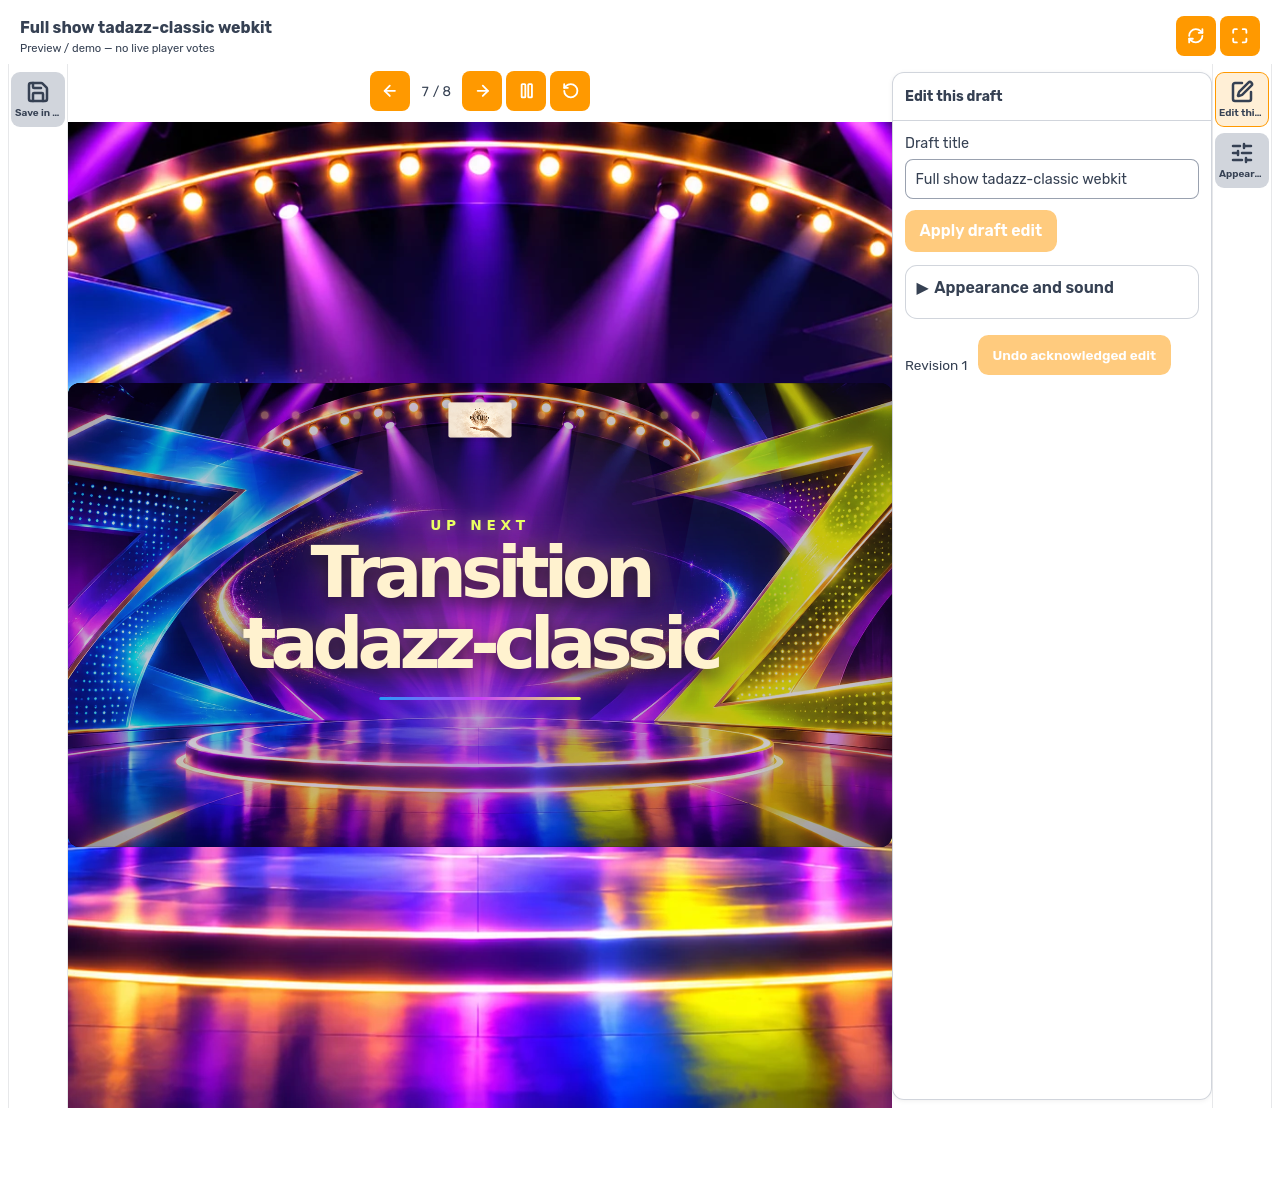 Full show tadazz-classic webkit
Preview / demo — no live player votes
Save in ...
7 / 8
Edit this draft
Draft title
Full show tadazz-classic webkit
Apply draft edit
▶ Appearance and sound
Revision 1
Undo acknowledged edit
Edit thi...
Appear...
UP NEXT
Transition
tadazz-classic